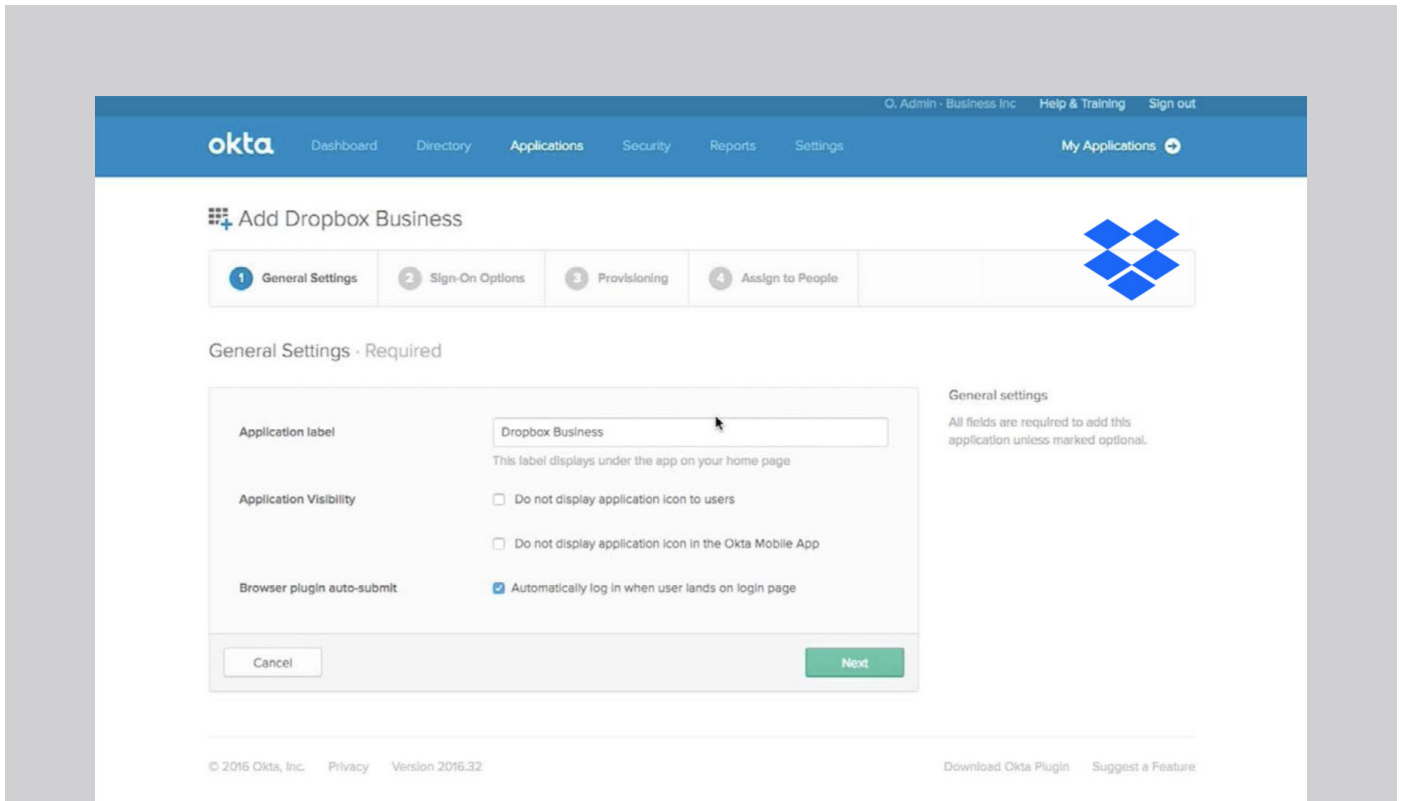 O. Admin · Business Inc Help & Training Sign out
okta Dashboard Directory Applications Security Reports Settings My Applications
Add Dropbox Business
1 General Settings 2 Sign-On Options 3 Provisioning 4 Assign to People
General Settings · Required
General settings
All fields are required to add this
application unless marked optional.
Application label Dropbox Business
This label displays under the app on your home page
Application Visibility Do not display application icon to users
Do not display application icon in the Okta Mobile App
Browser plugin auto-submit Automatically log in when user lands on login page
Cancel Next
© 2016 Okta, Inc. Privacy Version 2016.32 Download Okta Plugin Suggest a Feature